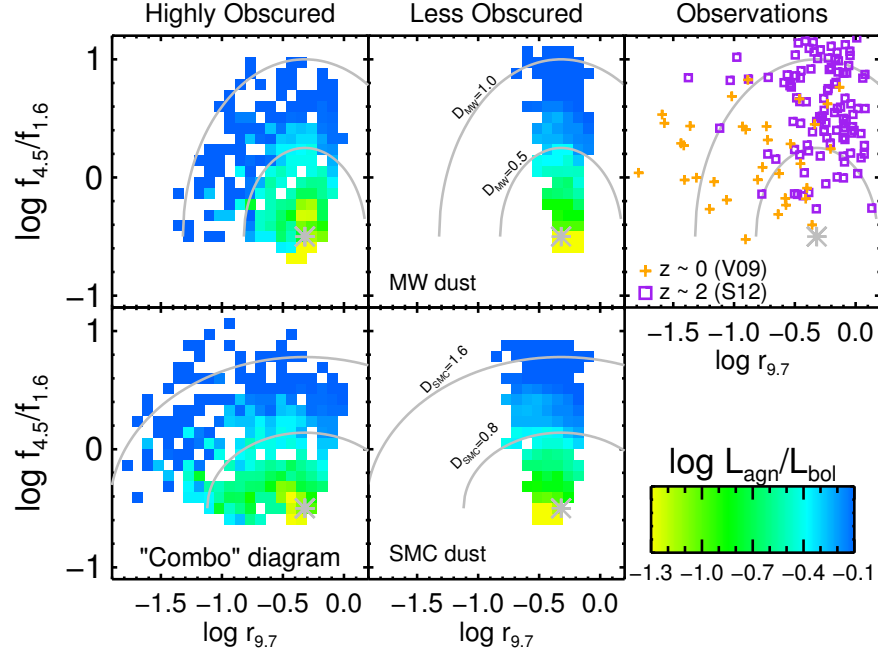 Highly Obscured
Less Obscured
Observations
1
0
−1
log f4.5/f1.6
DMW=1.0
DMW=0.5
MW dust
z ~ 0 (V09)
z ~ 2 (S12)
−1.5 −1.0 −0.5 0.0
log r9.7
1
0
−1
log f4.5/f1.6
"Combo" diagram
DSMC=1.6
DSMC=0.8
SMC dust
−1.5 −1.0 −0.5 0.0
log r9.7
−1.5 −1.0 −0.5 0.0
log r9.7
log Lagn/Lbol
−1.3 −1.0 −0.7 −0.4 −0.1